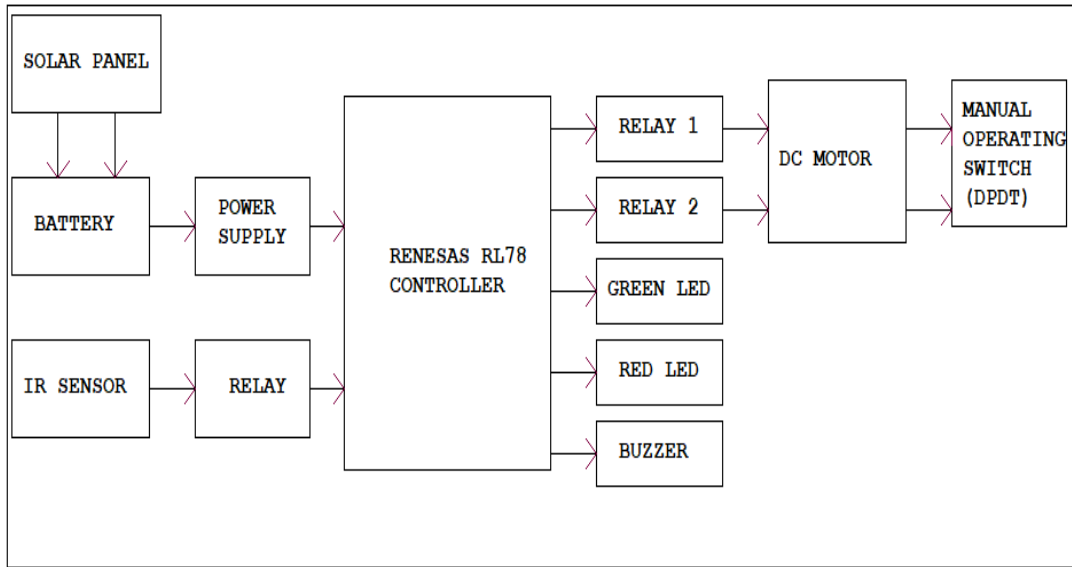 SOLAR PANEL
BATTERY
POWER
SUPPLY
IR SENSOR
RELAY
RENESAS RL78
CONTROLLER
RELAY 1
RELAY 2
GREEN LED
RED LED
BUZZER
DC MOTOR
MANUAL
OPERATING
SWITCH
(DPDT)